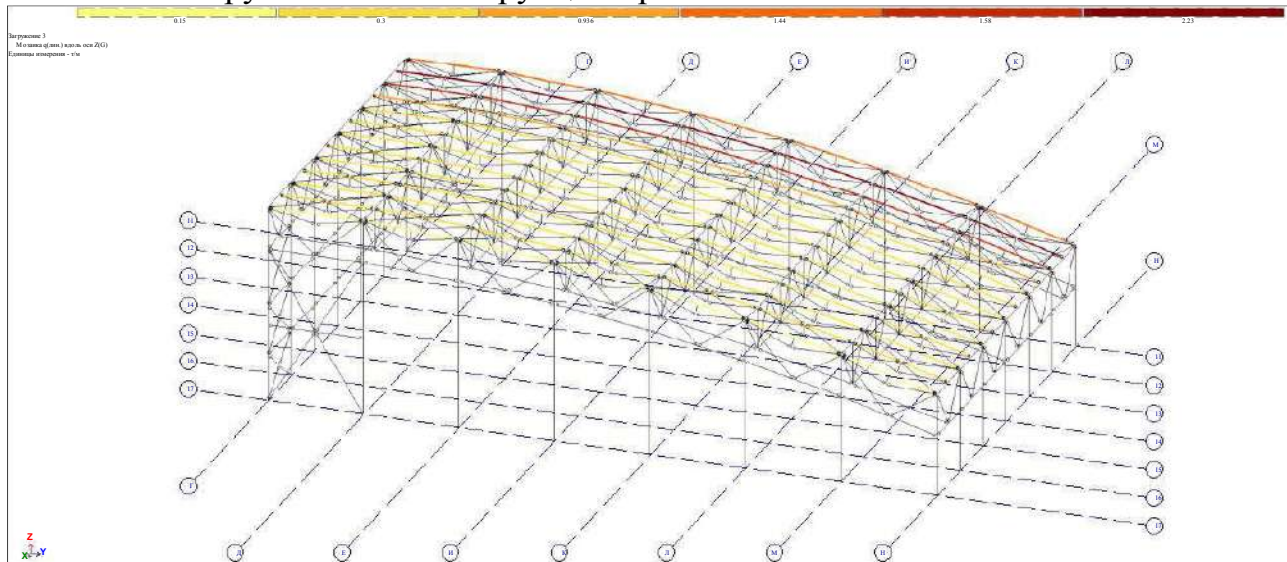 0.15 0.3 0.936 1.44 1.58 2.23
Загружение 3
Мозаика q(лин.) вдоль оси Z(G)
Единицы измерения - т/м
Г Д Е И К Л
М
Н
11
12
13
14
15
16
17
11
12
13
14
15
16
17
Г
Д Е И К Л М Н
Z
X Y